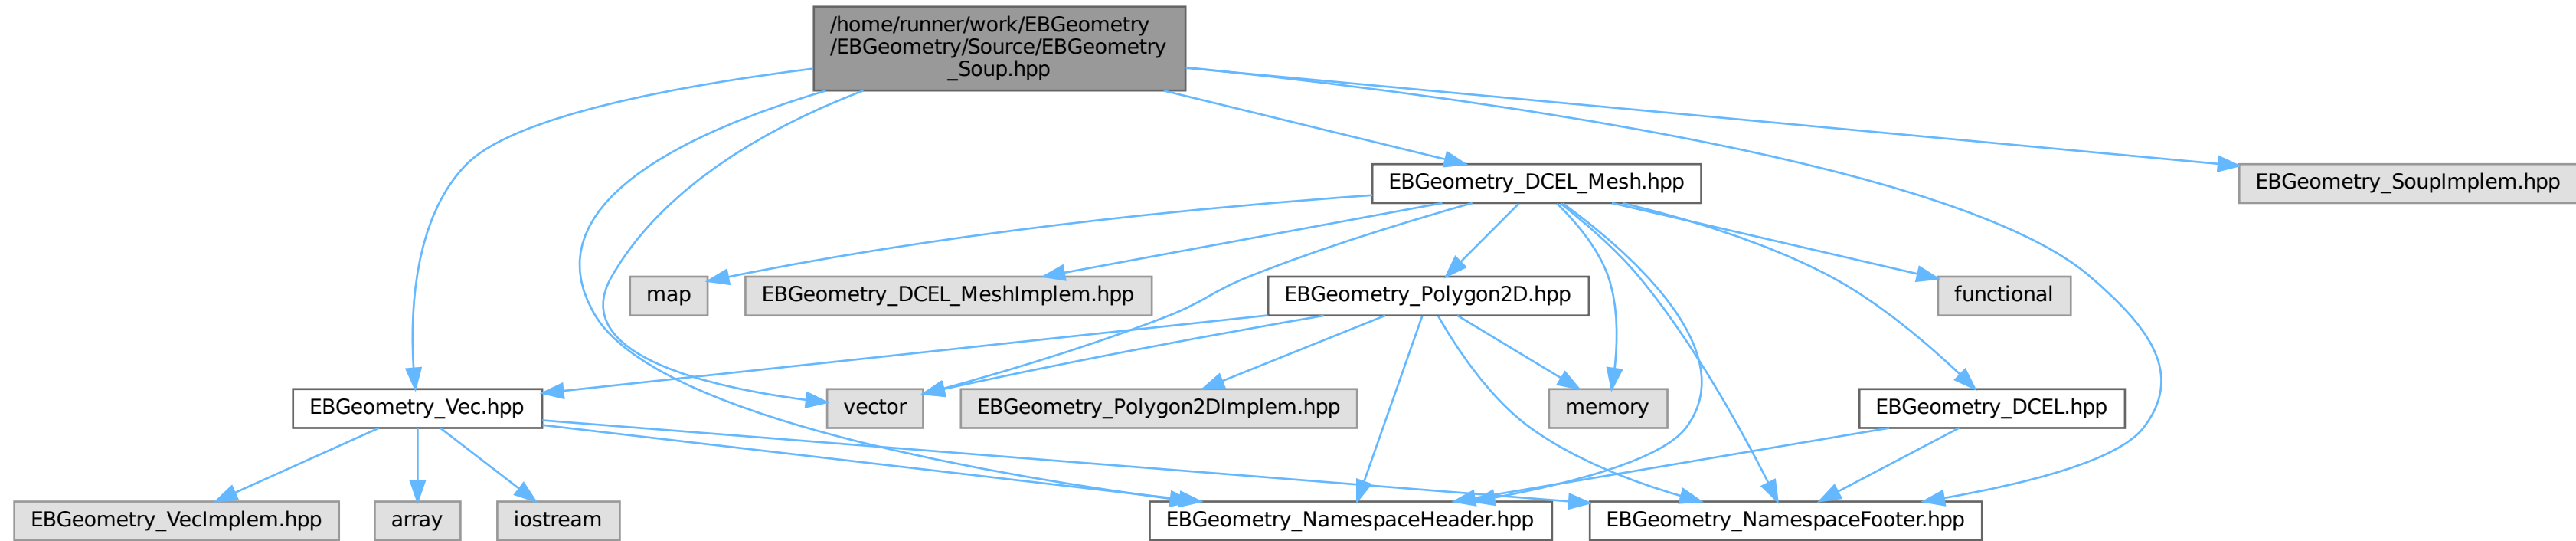 /home/runner/work/EBGeometry
/EBGeometry/Source/EBGeometry
_Soup.hpp
EBGeometry_DCEL_Mesh.hpp
EBGeometry_SoupImplem.hpp
map
EBGeometry_DCEL_MeshImplem.hpp
EBGeometry_Polygon2D.hpp
functional
EBGeometry_Vec.hpp
vector
EBGeometry_Polygon2DImplem.hpp
memory
EBGeometry_DCEL.hpp
EBGeometry_VecImplem.hpp
array
iostream
EBGeometry_NamespaceHeader.hpp
EBGeometry_NamespaceFooter.hpp